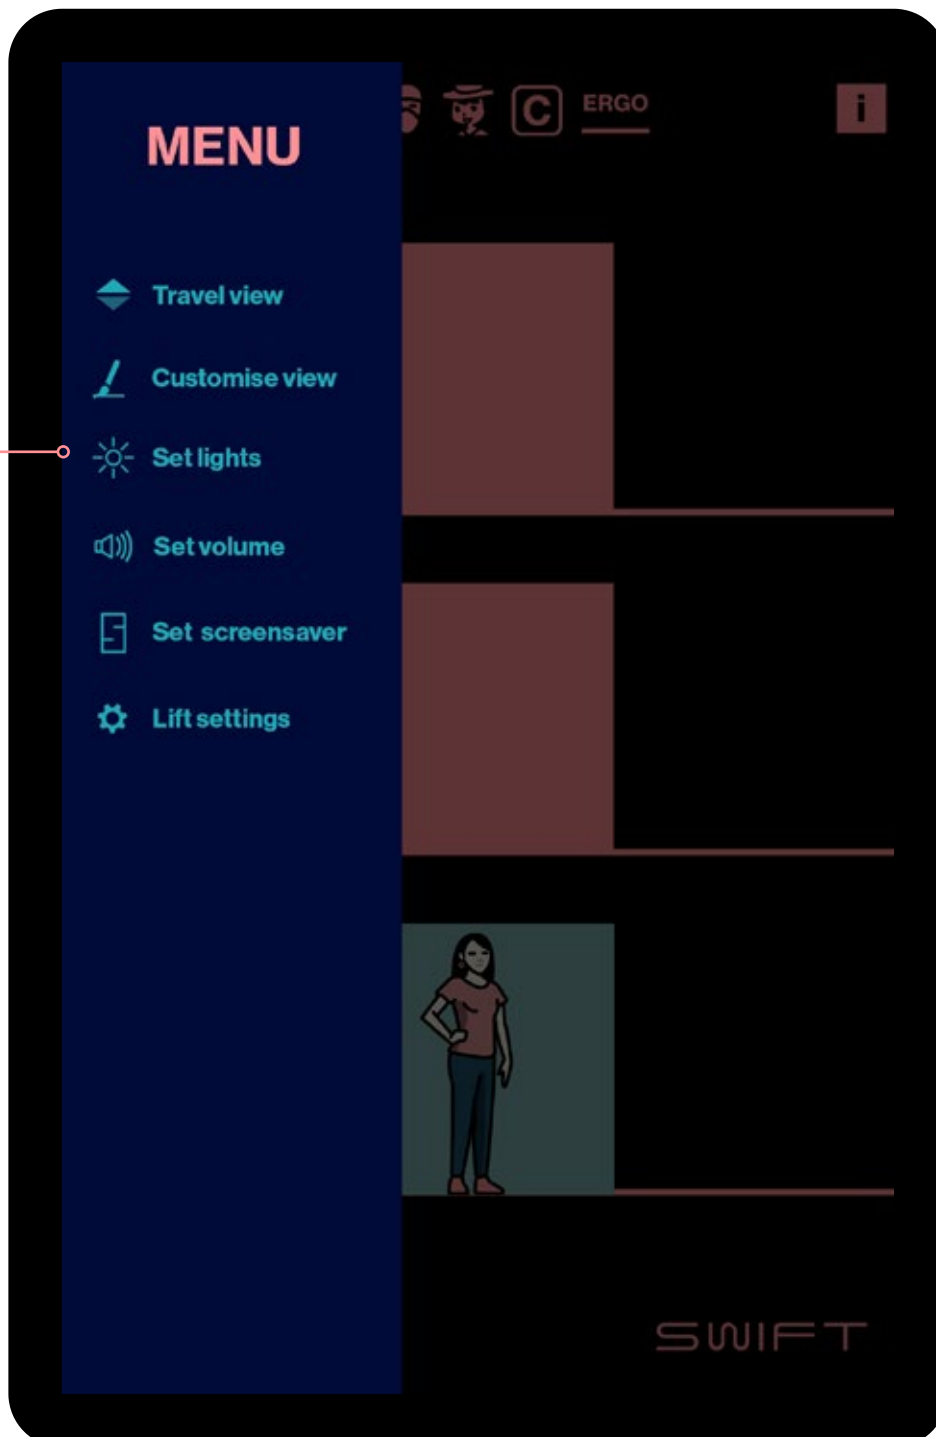 MENU
C
ERGO
i
Travel view
Customise view
Set lights
Set volume
Set screensaver
Lift settings
SWIFT